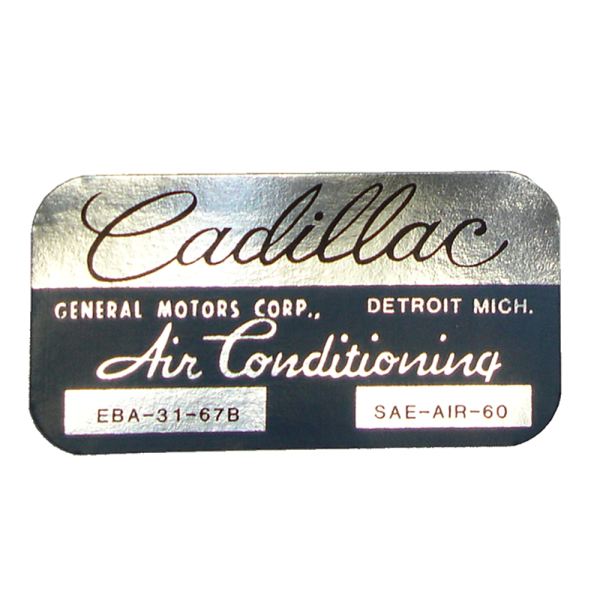 Cadillac
GENERAL MOTORS CORP., DETROIT MICH.
Air Conditioning
EBA-31-67B SAE-AIR-60